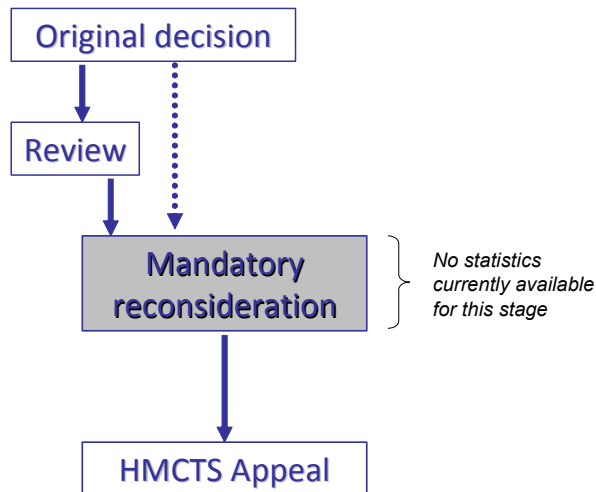 Original decision
Review
Mandatory
reconsideration
No statistics
currently available
for this stage
HMCTS Appeal